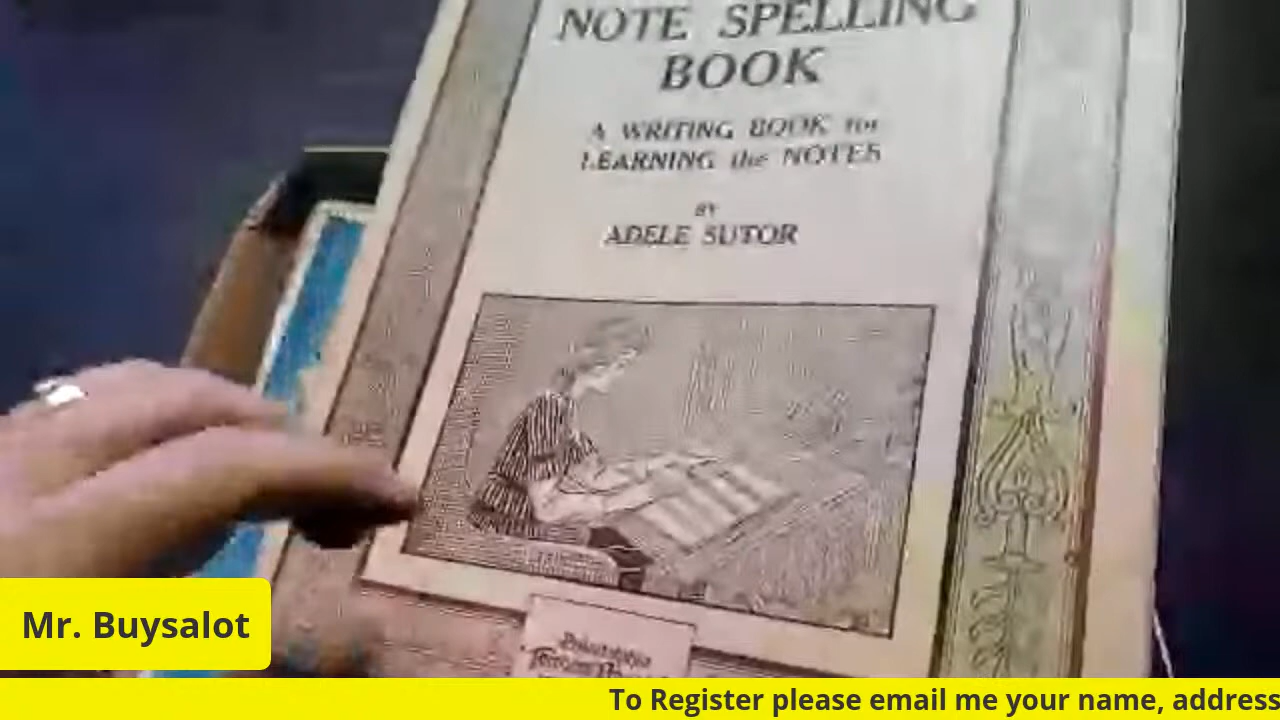 NOTE SPELLING
BOOK
A WRITING BOOK for
LEARNING the NOTES
BY
ADELE SUTOR
Philadelphia
Mr. Buysalot
To Register please email me your name, address